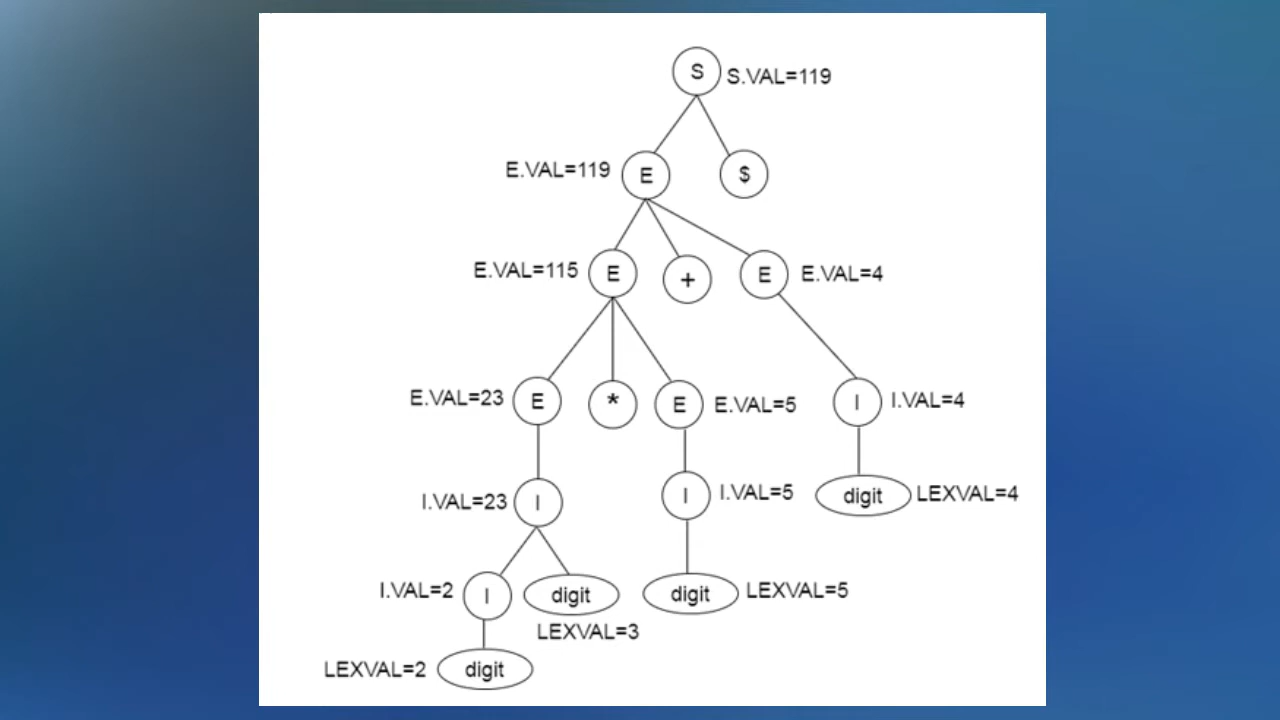 S S.VAL=119
E.VAL=119 E $
E.VAL=115 E + E E.VAL=4
E.VAL=23 E * E E.VAL=5 I I.VAL=4
I.VAL=23 I I I.VAL=5 digit LEXVAL=4
I.VAL=2 I digit digit LEXVAL=5
LEXVAL=3
LEXVAL=2 digit